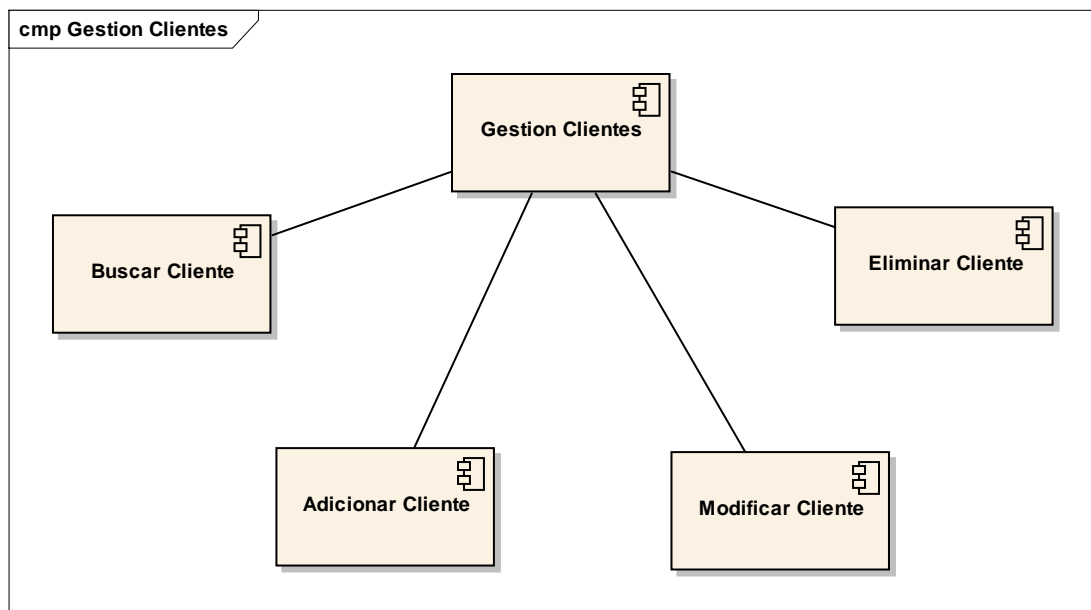 cmp Gestion Clientes
Gestion Clientes
Buscar Cliente
Eliminar Cliente
Adicionar Cliente
Modificar Cliente